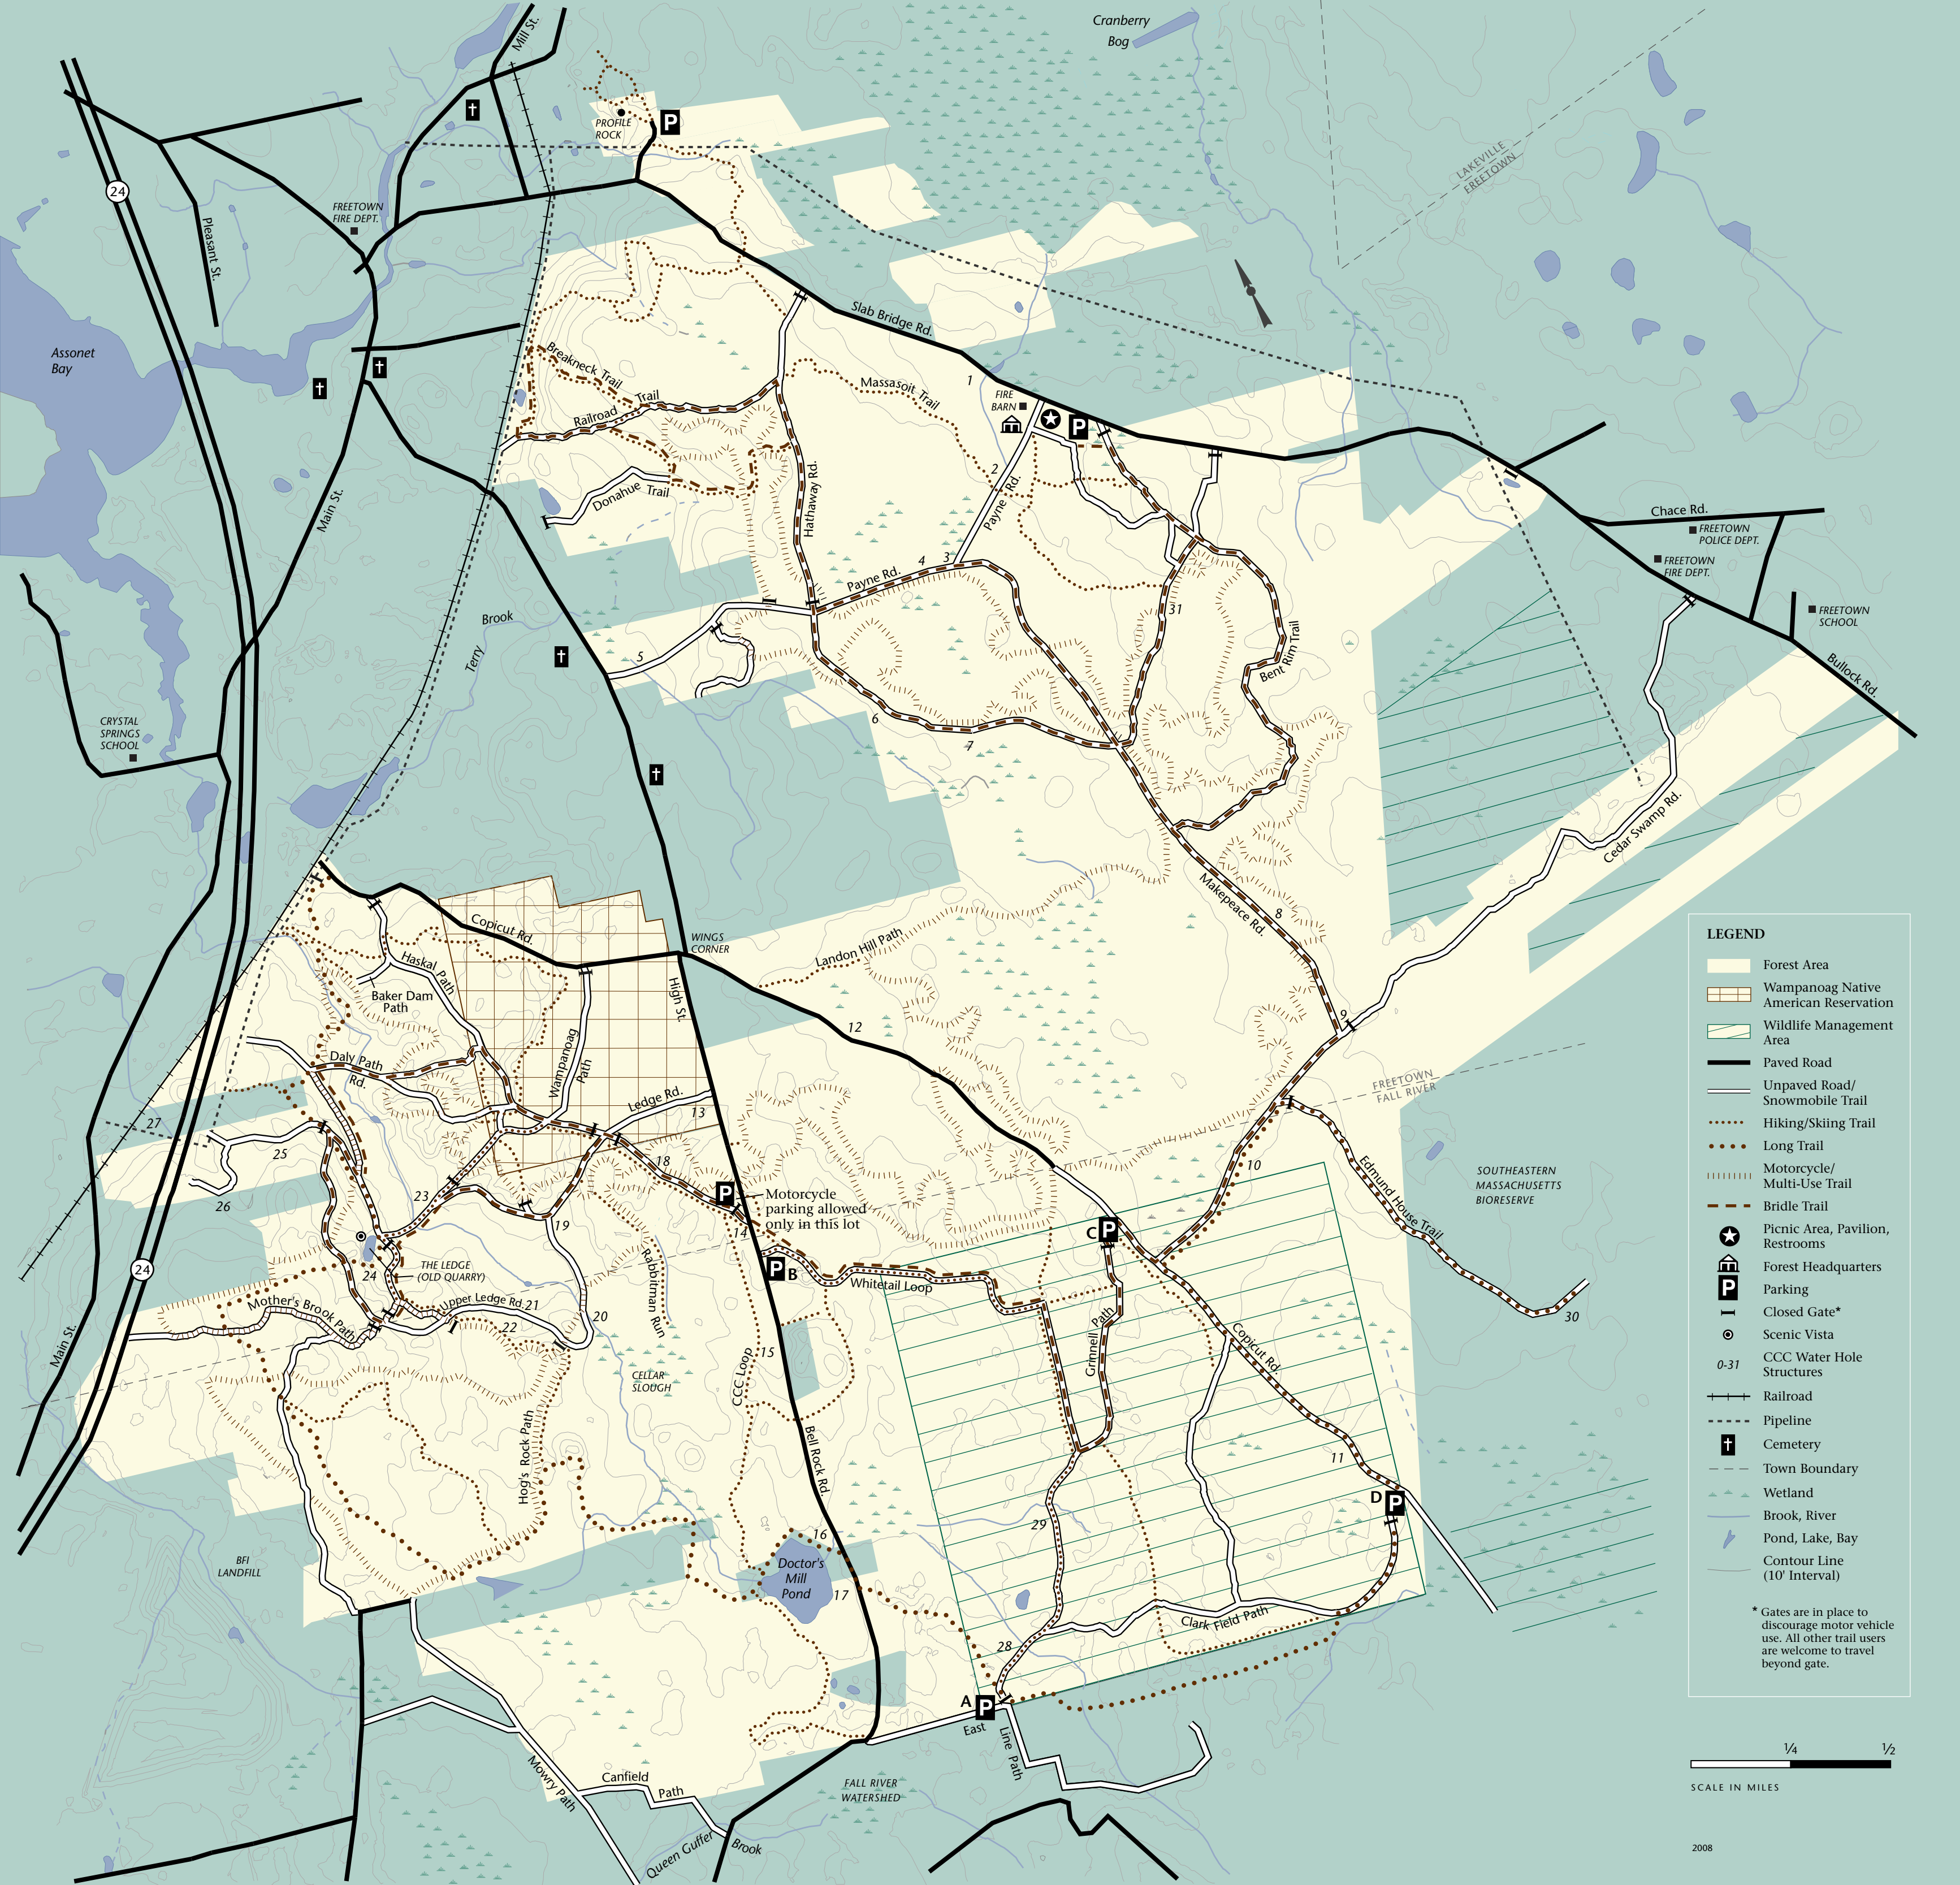 Cranberry
Bog
Mill St.
PROFILE
ROCK
P
LAKEVILLE
FREETOWN
24
Pleasant St.
FREETOWN
FIRE DEPT.
Assonet
Bay
Slab Bridge Rd.
Breakneck Trail
Railroad Trail
Massasoit Trail
1
FIRE
BARN
P
2
Payne Rd.
Donahue Trail
Hathaway Rd.
Main St.
Chace Rd.
FREETOWN
POLICE DEPT.
FREETOWN
FIRE DEPT.
FREETOWN
SCHOOL
Bullock Rd.
Payne Rd.
4
3
31
Bent Rim Trail
Terry Brook
5
6
7
CRYSTAL
SPRINGS
SCHOOL
Cedar Swamp Rd.
Makepeace Rd.
8
9
Copicut Rd.
WINGS
CORNER
Landon Hill Path
Haskal Path
Baker Dam
Path
High St.
12
Wampanoag
Path
Daly Path
Rd.
Ledge Rd.
13
FREETOWN
FALL RIVER
27
25
26
18
23
19
P
Motorcycle
parking allowed
only in this lot
14
P
B
10
Edmund House Trail
SOUTHEASTERN
MASSACHUSETTS
BIORESERVE
30
C
P
24
24
THE LEDGE
(OLD QUARRY)
Upper Ledge Rd.
21
22
20
Mother's Brook Path
Rabbitman Run
Whitetail Loop
Grinnell Path
Copicut Rd.
Main St.
CELLAR
SLOUGH
CCC Loop
15
Hog's Rock Path
Bell Rock Rd.
11
D
P
29
BFI
LANDFILL
16
Doctor's
Mill
Pond
17
Clark Field Path
28
A
P
East
Line Path
Mowry Path
Canfield
Path
FALL RIVER
WATERSHED
Queen Guffer Brook
LEGEND
Forest Area
Wampanoag Native
American Reservation
Wildlife Management
Area
Paved Road
Unpaved Road/
Snowmobile Trail
Hiking/Skiing Trail
Long Trail
Motorcycle/
Multi-Use Trail
Bridle Trail
Picnic Area, Pavilion,
Restrooms
Forest Headquarters
P Parking
Closed Gate*
Scenic Vista
0-31 CCC Water Hole
Structures
Railroad
Pipeline
Cemetery
Town Boundary
Wetland
Brook, River
Pond, Lake, Bay
Contour Line
(10' Interval)
* Gates are in place to
discourage motor vehicle
use. All other trail users
are welcome to travel
beyond gate.
¼ ½
SCALE IN MILES
2008